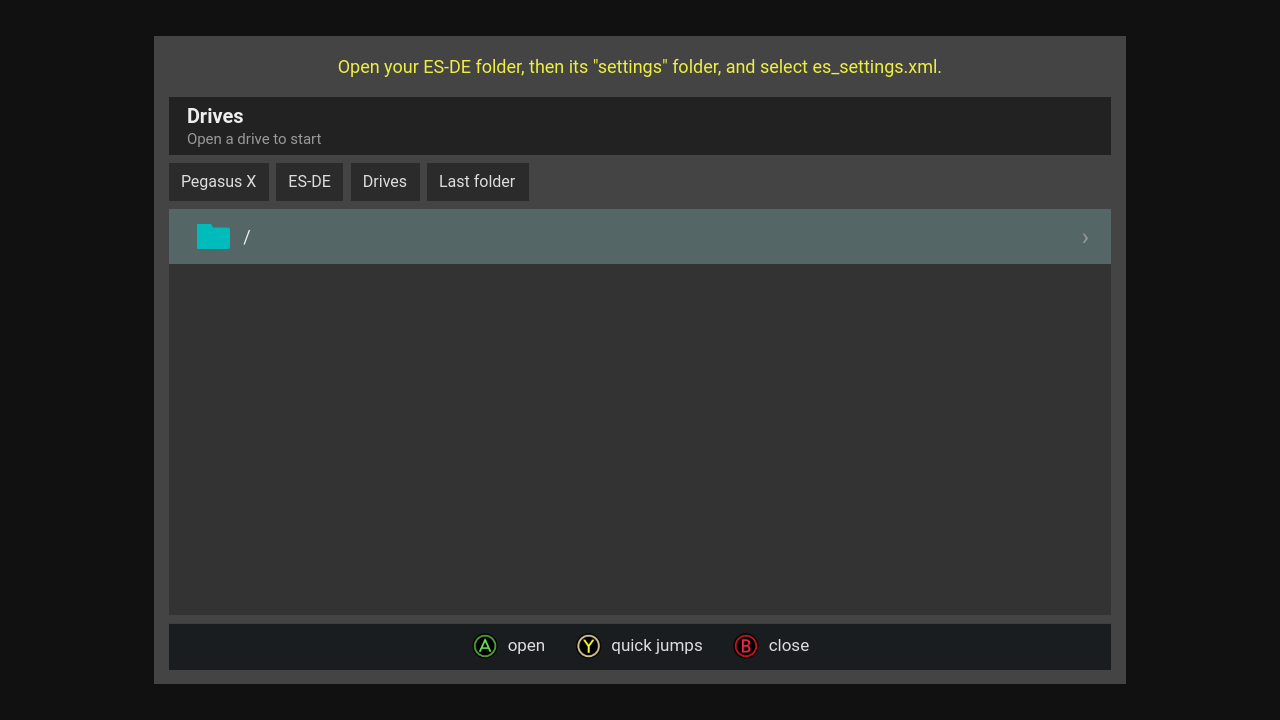 Open your ES-DE folder, then its "settings" folder, and select es_settings.xml.
Drives
Open a drive to start
Pegasus X ES-DE Drives Last folder
/ ›
A open Y quick jumps B close